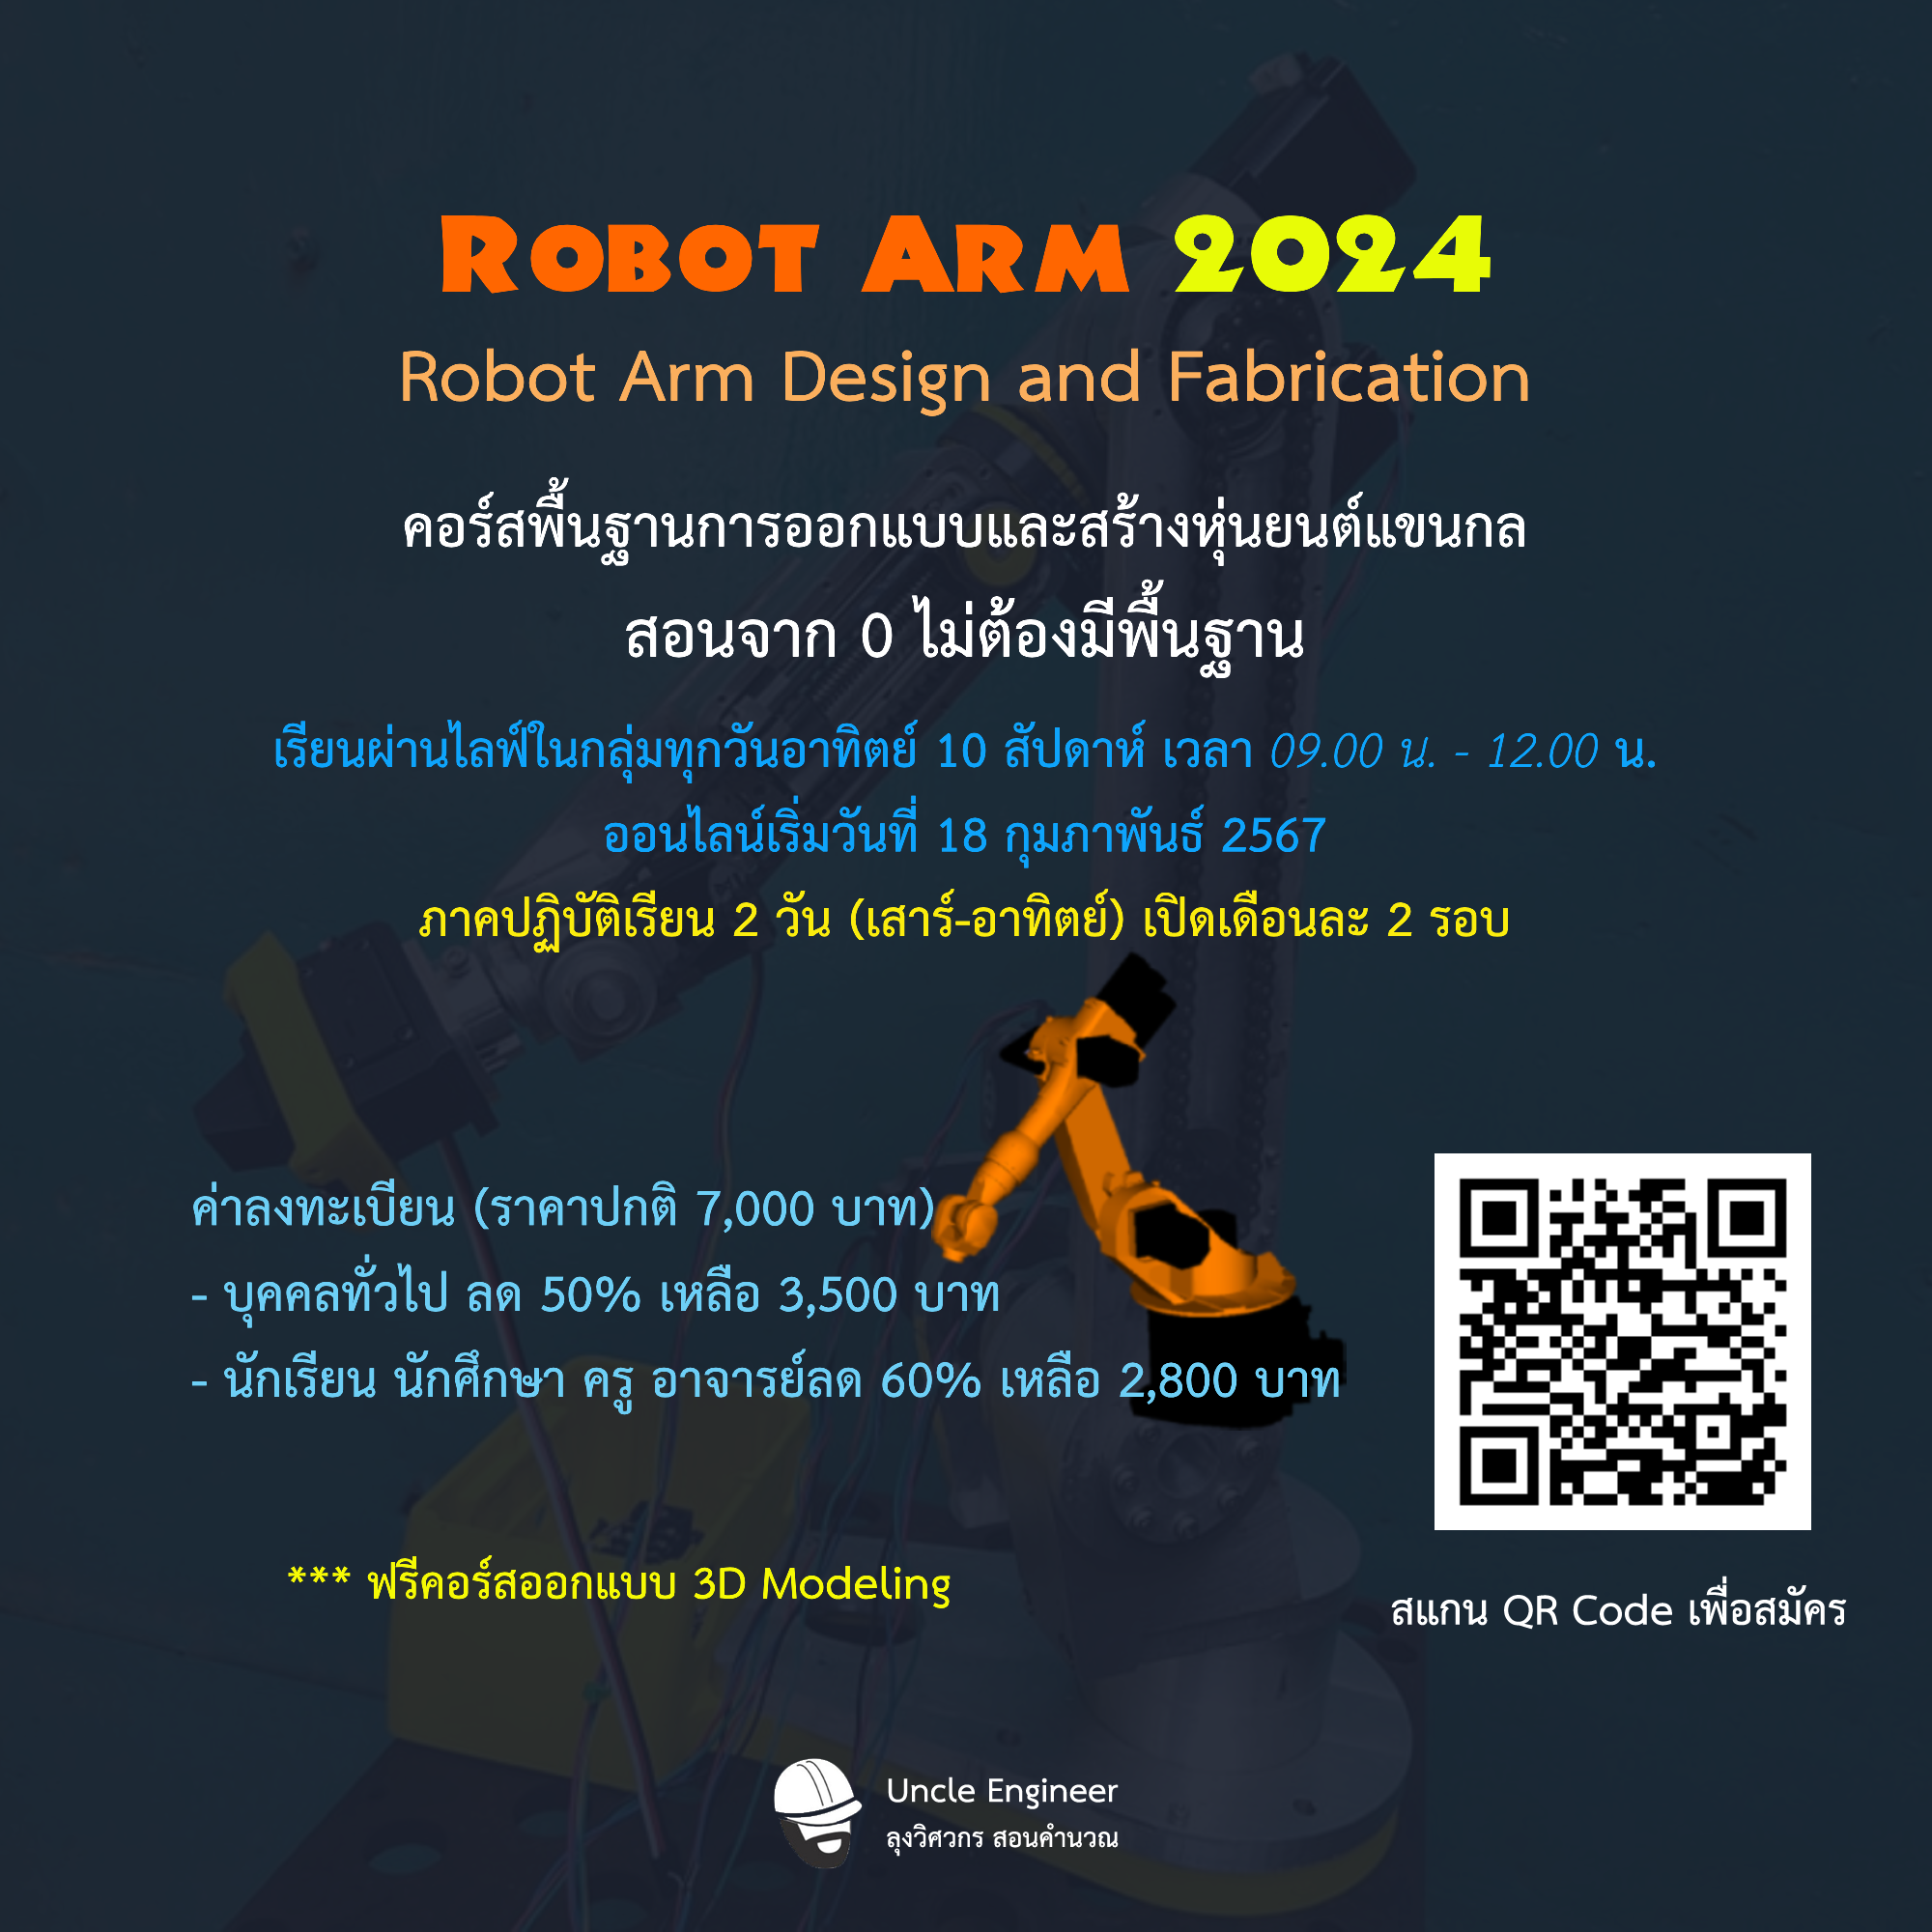 Robot Arm 2024
Robot Arm Design and Fabrication
คอร์สพื้นฐานการออกแบบและสร้างหุ่นยนต์แขนกล
สอนจาก 0 ไม่ต้องมีพื้นฐาน
เรียนผ่านไลฟ์ในกลุ่มทุกวันอาทิตย์ 10 สัปดาห์ เวลา 09.00 น. - 12.00 น.
ออนไลน์เริ่มวันที่ 18 กุมภาพันธ์ 2567
ภาคปฏิบัติเรียน 2 วัน (เสาร์-อาทิตย์) เปิดเดือนละ 2 รอบ
ค่าลงทะเบียน (ราคาปกติ 7,000 บาท)
- บุคคลทั่วไป ลด 50% เหลือ 3,500 บาท
- นักเรียน นักศึกษา ครู อาจารย์ลด 60% เหลือ 2,800 บาท
*** ฟรีคอร์สออกแบบ 3D Modeling
สแกน QR Code เพื่อสมัคร
Uncle Engineer
ลุงวิศวกร สอนคำนวณ